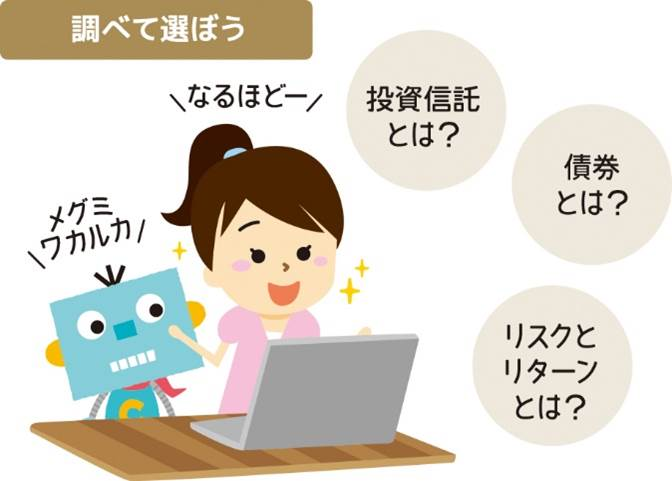 調べて選ぼう
なるほどー
メグミ
ワカルカ
投資信託
とは？
債券
とは？
リスクと
リターン
とは？
C